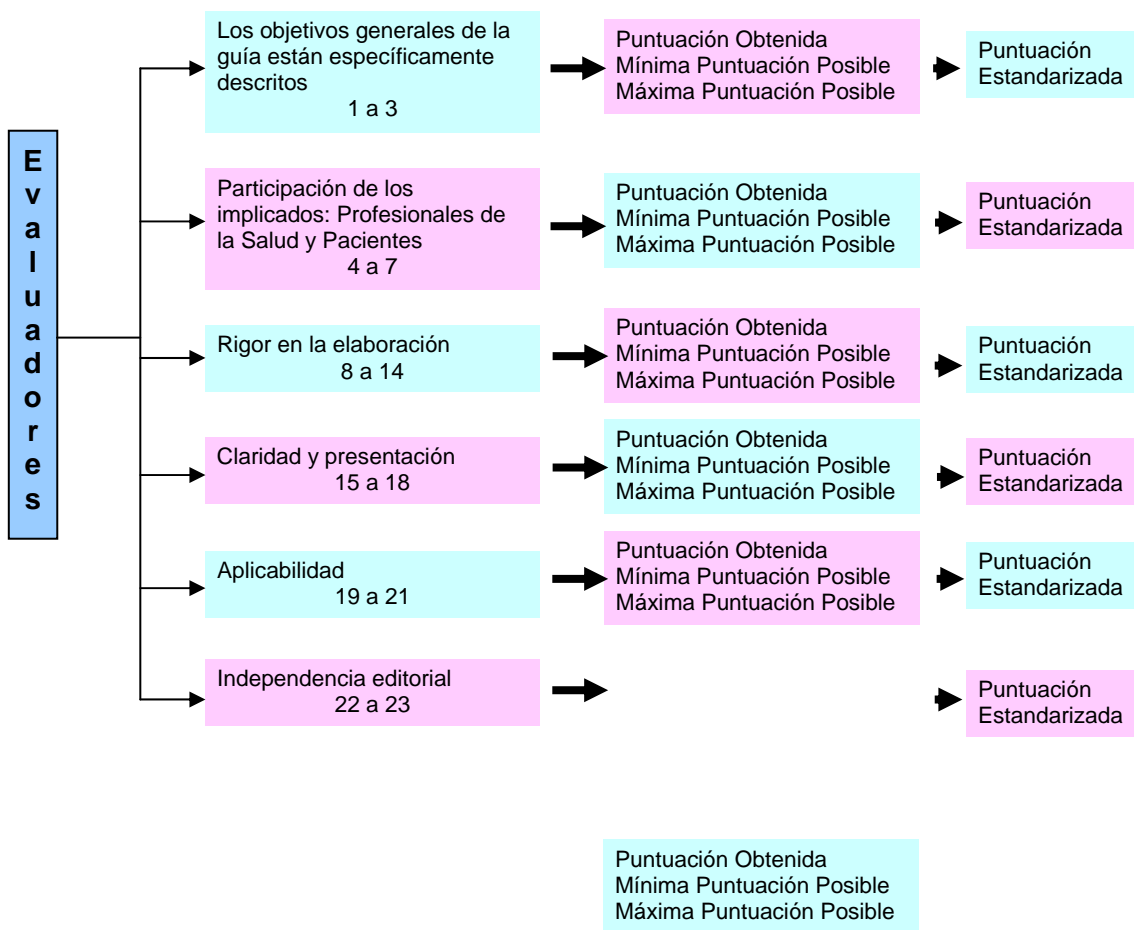 Evaluadores
Los objetivos generales de la
guía están específicamente
descritos
1 a 3
Puntuación Obtenida
Mínima Puntuación Posible
Máxima Puntuación Posible
Puntuación
Estandarizada
Participación de los
implicados: Profesionales de
la Salud y Pacientes
4 a 7
Puntuación Obtenida
Mínima Puntuación Posible
Máxima Puntuación Posible
Puntuación
Estandarizada
Rigor en la elaboración
8 a 14
Puntuación Obtenida
Mínima Puntuación Posible
Máxima Puntuación Posible
Puntuación
Estandarizada
Claridad y presentación
15 a 18
Puntuación Obtenida
Mínima Puntuación Posible
Máxima Puntuación Posible
Puntuación
Estandarizada
Aplicabilidad
19 a 21
Puntuación Obtenida
Mínima Puntuación Posible
Máxima Puntuación Posible
Puntuación
Estandarizada
Independencia editorial
22 a 23
Puntuación
Estandarizada
Puntuación Obtenida
Mínima Puntuación Posible
Máxima Puntuación Posible